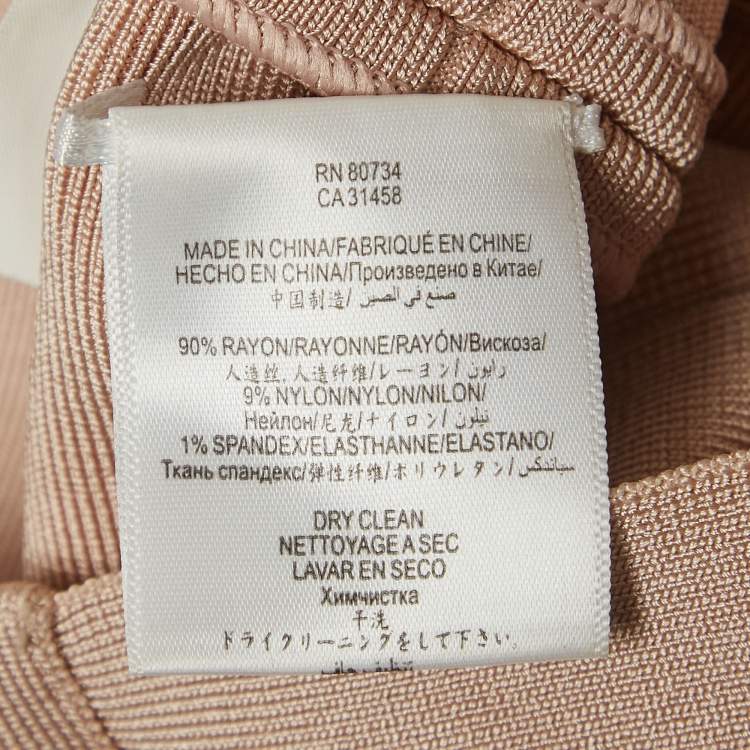 RN 80734
CA 31458
MADE IN CHINA/FABRIQUÉ EN CHINE/
HECHO EN CHINA/Произведено в Китае/
中国制造/ صنع في الصين
90% RAYON/RAYONNE/RAYÓN/Вискоза/
人造丝, 人造纤维/レーヨン/ رايون/
9% NYLON/NYLON/NILON/
Нейлон/尼龙/ナイロン/ نيلون/
1% SPANDEX/ELASTHANNE/ELASTANO/
Ткань спандекс/弹性纤维/ポリウレタン/ سباندكس/
DRY CLEAN
NETTOYAGE A SEC
LAVAR EN SECO
Химчистка
干洗
ドライクリーニングをして下さい。
تنظيف جاف